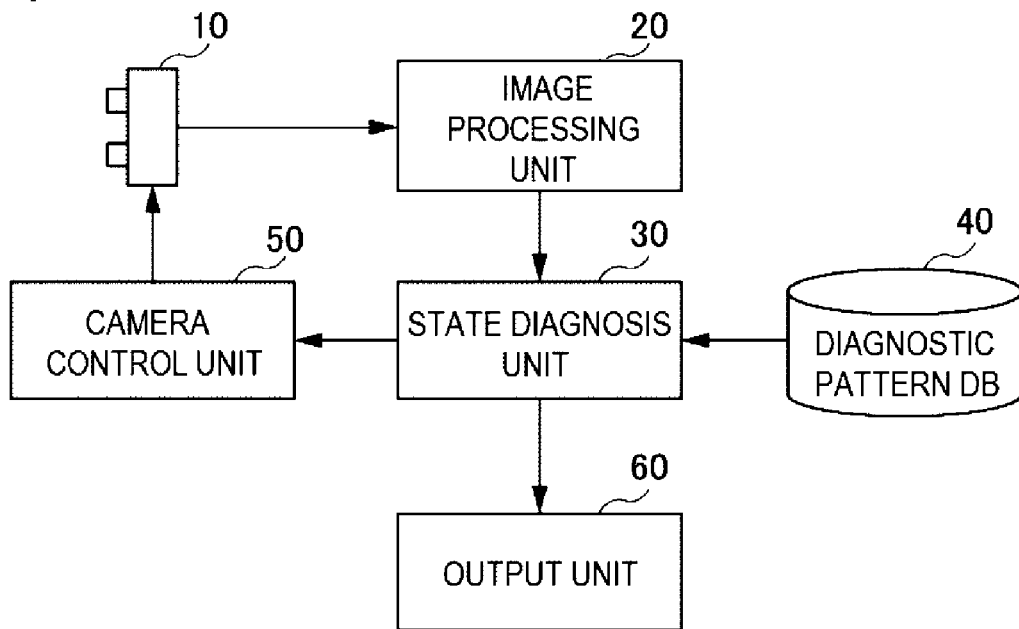 10
20
IMAGE
PROCESSING
UNIT
50
30
40
CAMERA
CONTROL UNIT
STATE DIAGNOSIS
UNIT
DIAGNOSTIC
PATTERN DB
60
OUTPUT UNIT